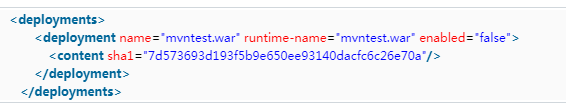 <deployments>
<deployment name="mvntest.war" runtime-name="mvntest.war" enabled="false">
<content sha1="7d573693d193f5b9e650ee93140dacfc6c26e70a"/>
</deployment>
</deployments>